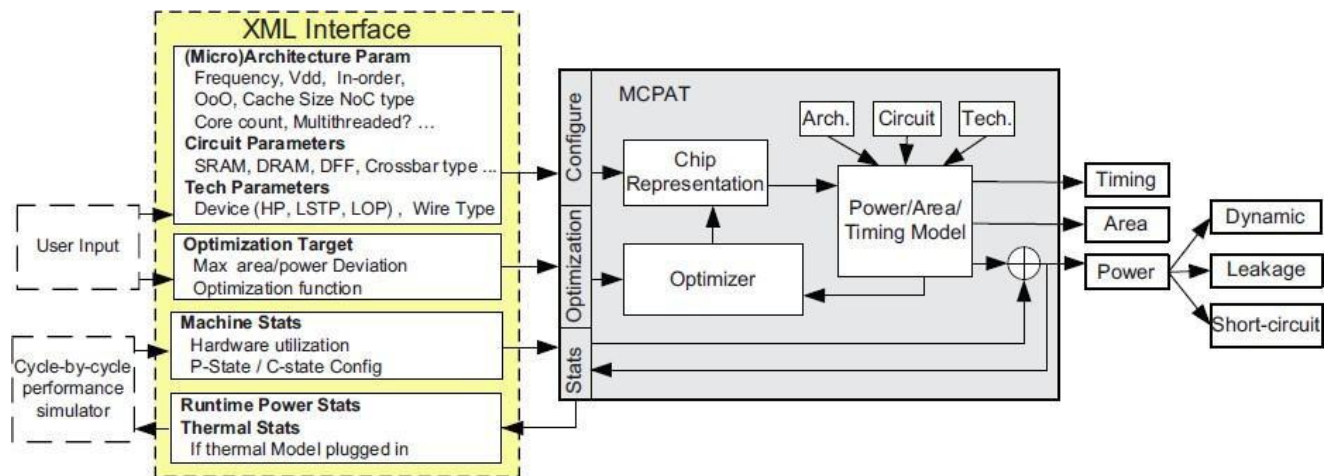 XML Interface
(Micro)Architecture Param
Frequency, Vdd, In-order,
OoO, Cache Size NoC type
Core count, Multithreaded? ...
Circuit Parameters
SRAM, DRAM, DFF, Crossbar type ...
Tech Parameters
Device (HP, LSTP, LOP) , Wire Type
User Input
Optimization Target
Max area/power Deviation
Optimization function
Machine Stats
Hardware utilization
P-State / C-state Config
Cycle-by-cycle
performance
simulator
Runtime Power Stats
Thermal Stats
If thermal Model plugged in
Configure
Optimization
Stats
MCPAT
Chip
Representation
Optimizer
Arch.
Circuit
Tech.
Power/Area/
Timing Model
Timing
Area
Power
Dynamic
Leakage
Short-circuit